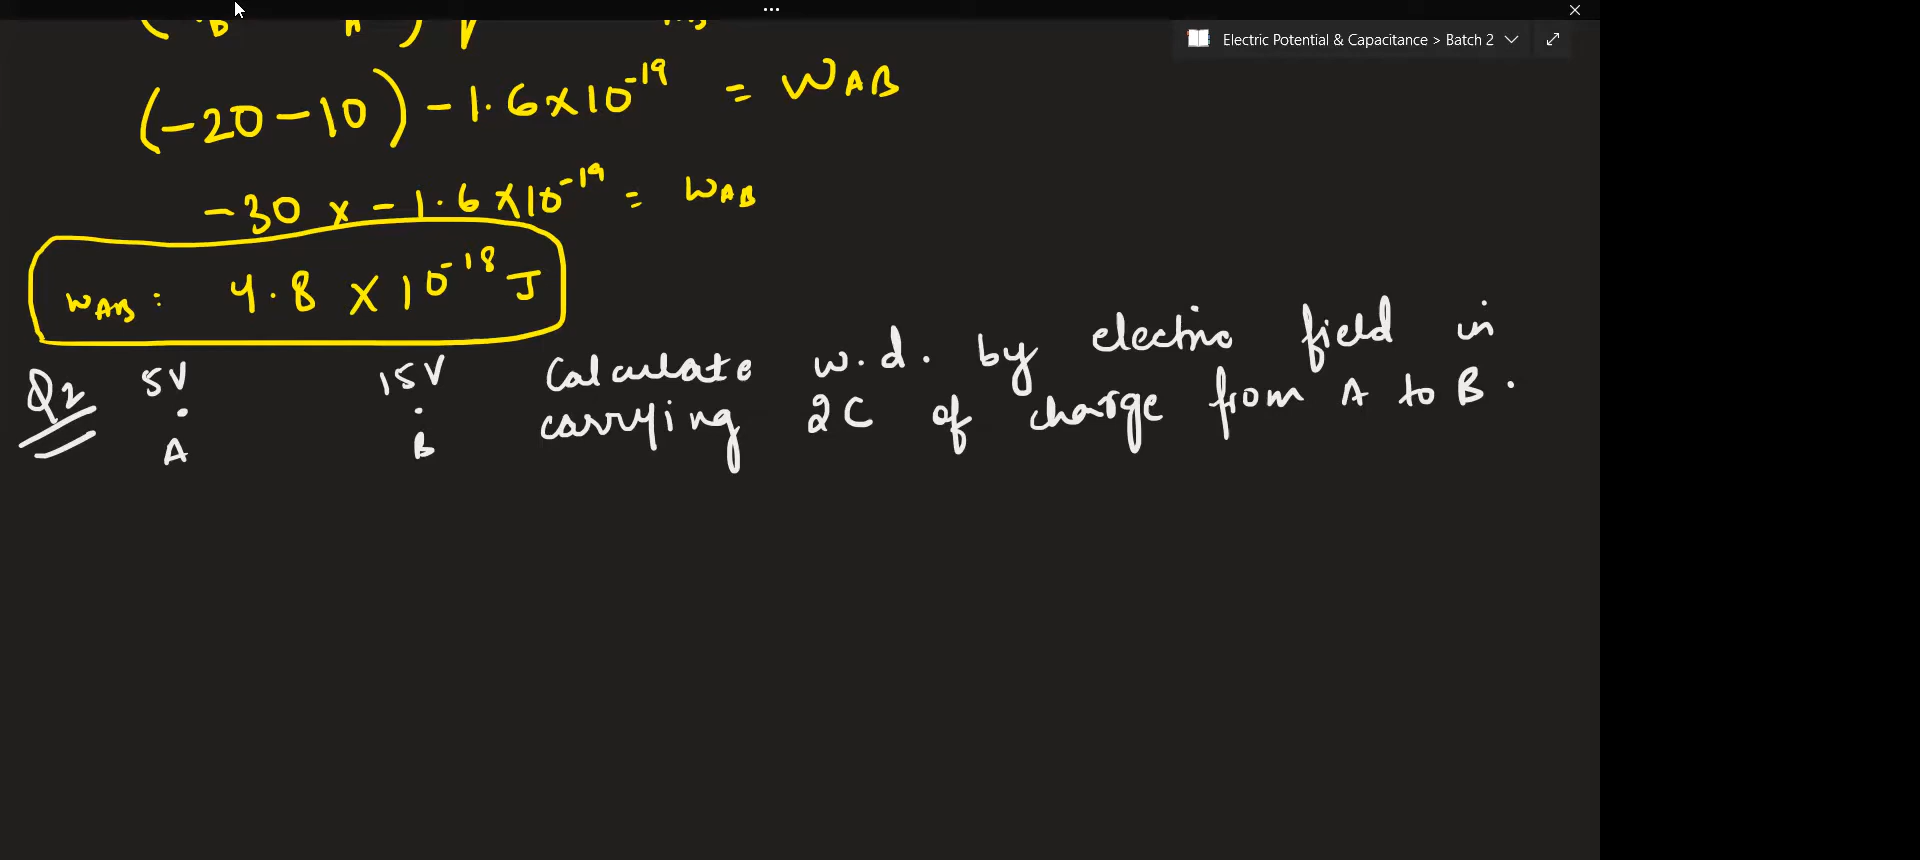 Electric Potential & Capacitance > Batch 2
(-20-10) -1.6x10^-19 = WAB
-30 x -1.6x10^-19 = WAB
WAB: 4.8 x 10^-18 J
Q2 5V 15V Calculate w.d. by electric field in
A B carrying 2C of charge from A to B.